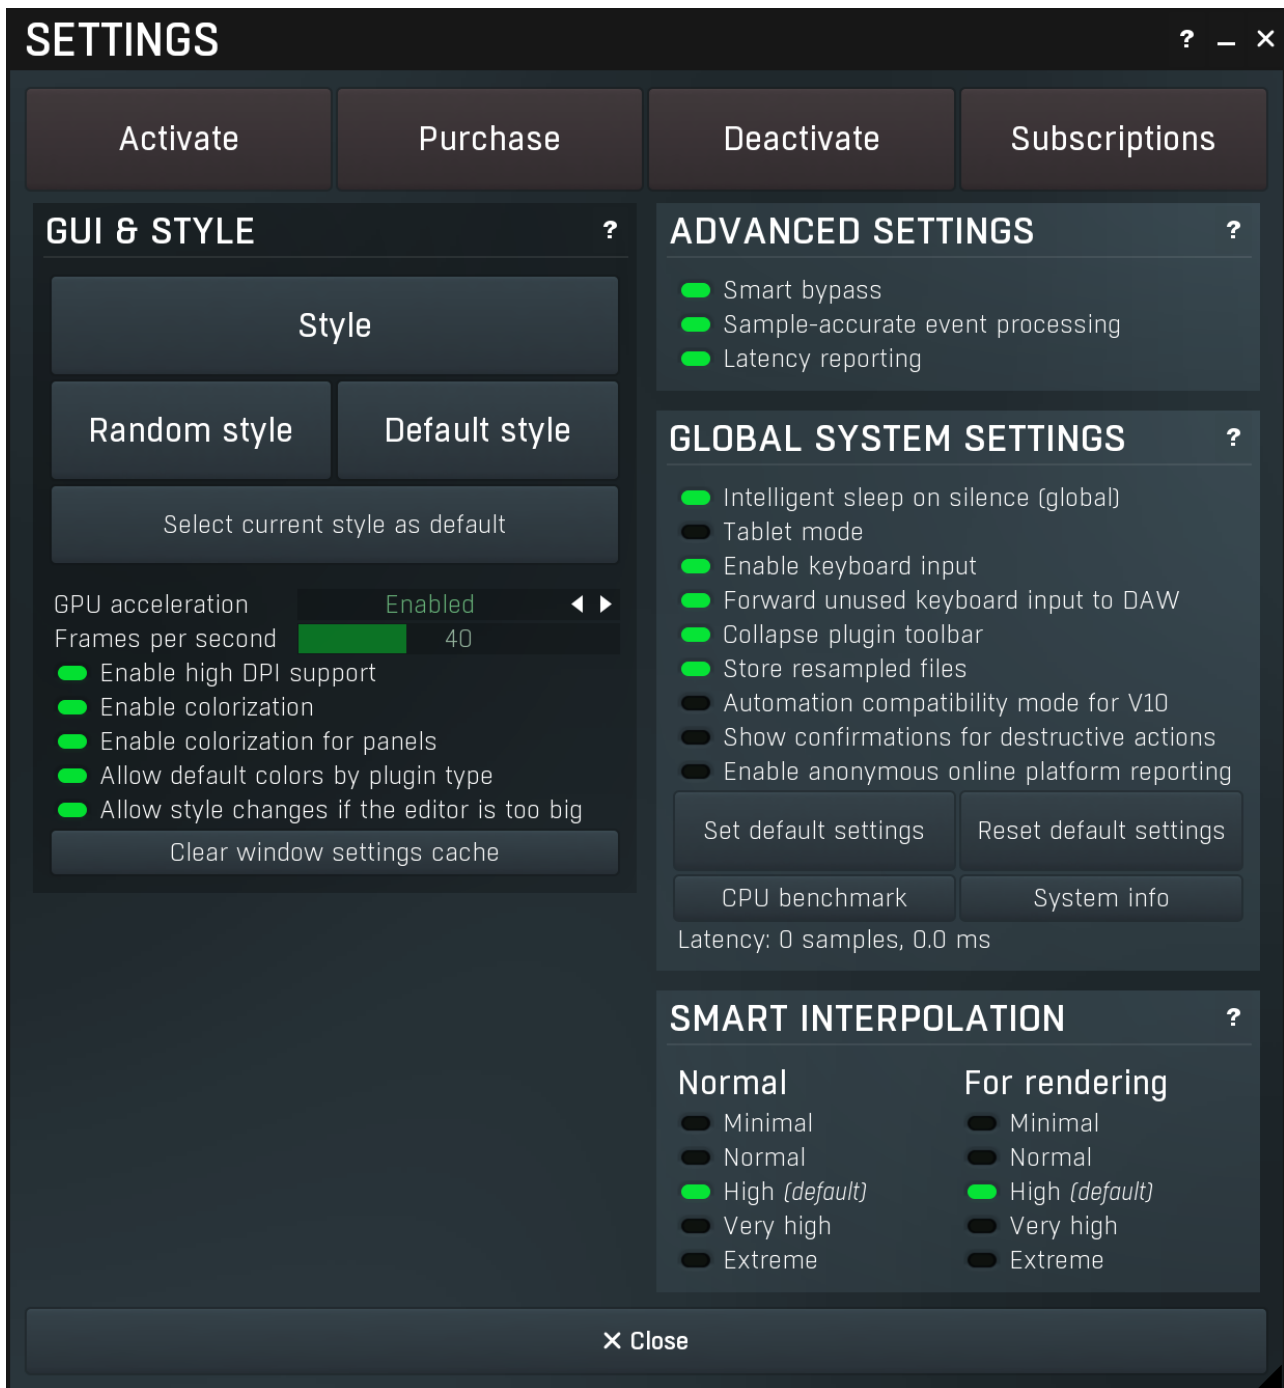 SETTINGS
? _ ×
Activate
Purchase
Deactivate
Subscriptions
GUI & STYLE ?
Style
Random style
Default style
Select current style as default
GPU acceleration Enabled
Frames per second 40
Enable high DPI support
Enable colorization
Enable colorization for panels
Allow default colors by plugin type
Allow style changes if the editor is too big
Clear window settings cache
ADVANCED SETTINGS ?
Smart bypass
Sample-accurate event processing
Latency reporting
GLOBAL SYSTEM SETTINGS ?
Intelligent sleep on silence (global)
Tablet mode
Enable keyboard input
Forward unused keyboard input to DAW
Collapse plugin toolbar
Store resampled files
Automation compatibility mode for V10
Show confirmations for destructive actions
Enable anonymous online platform reporting
Set default settings
Reset default settings
CPU benchmark
System info
Latency: 0 samples, 0.0 ms
SMART INTERPOLATION ?
Normal
Minimal
Normal
High (default)
Very high
Extreme
For rendering
Minimal
Normal
High (default)
Very high
Extreme
× Close